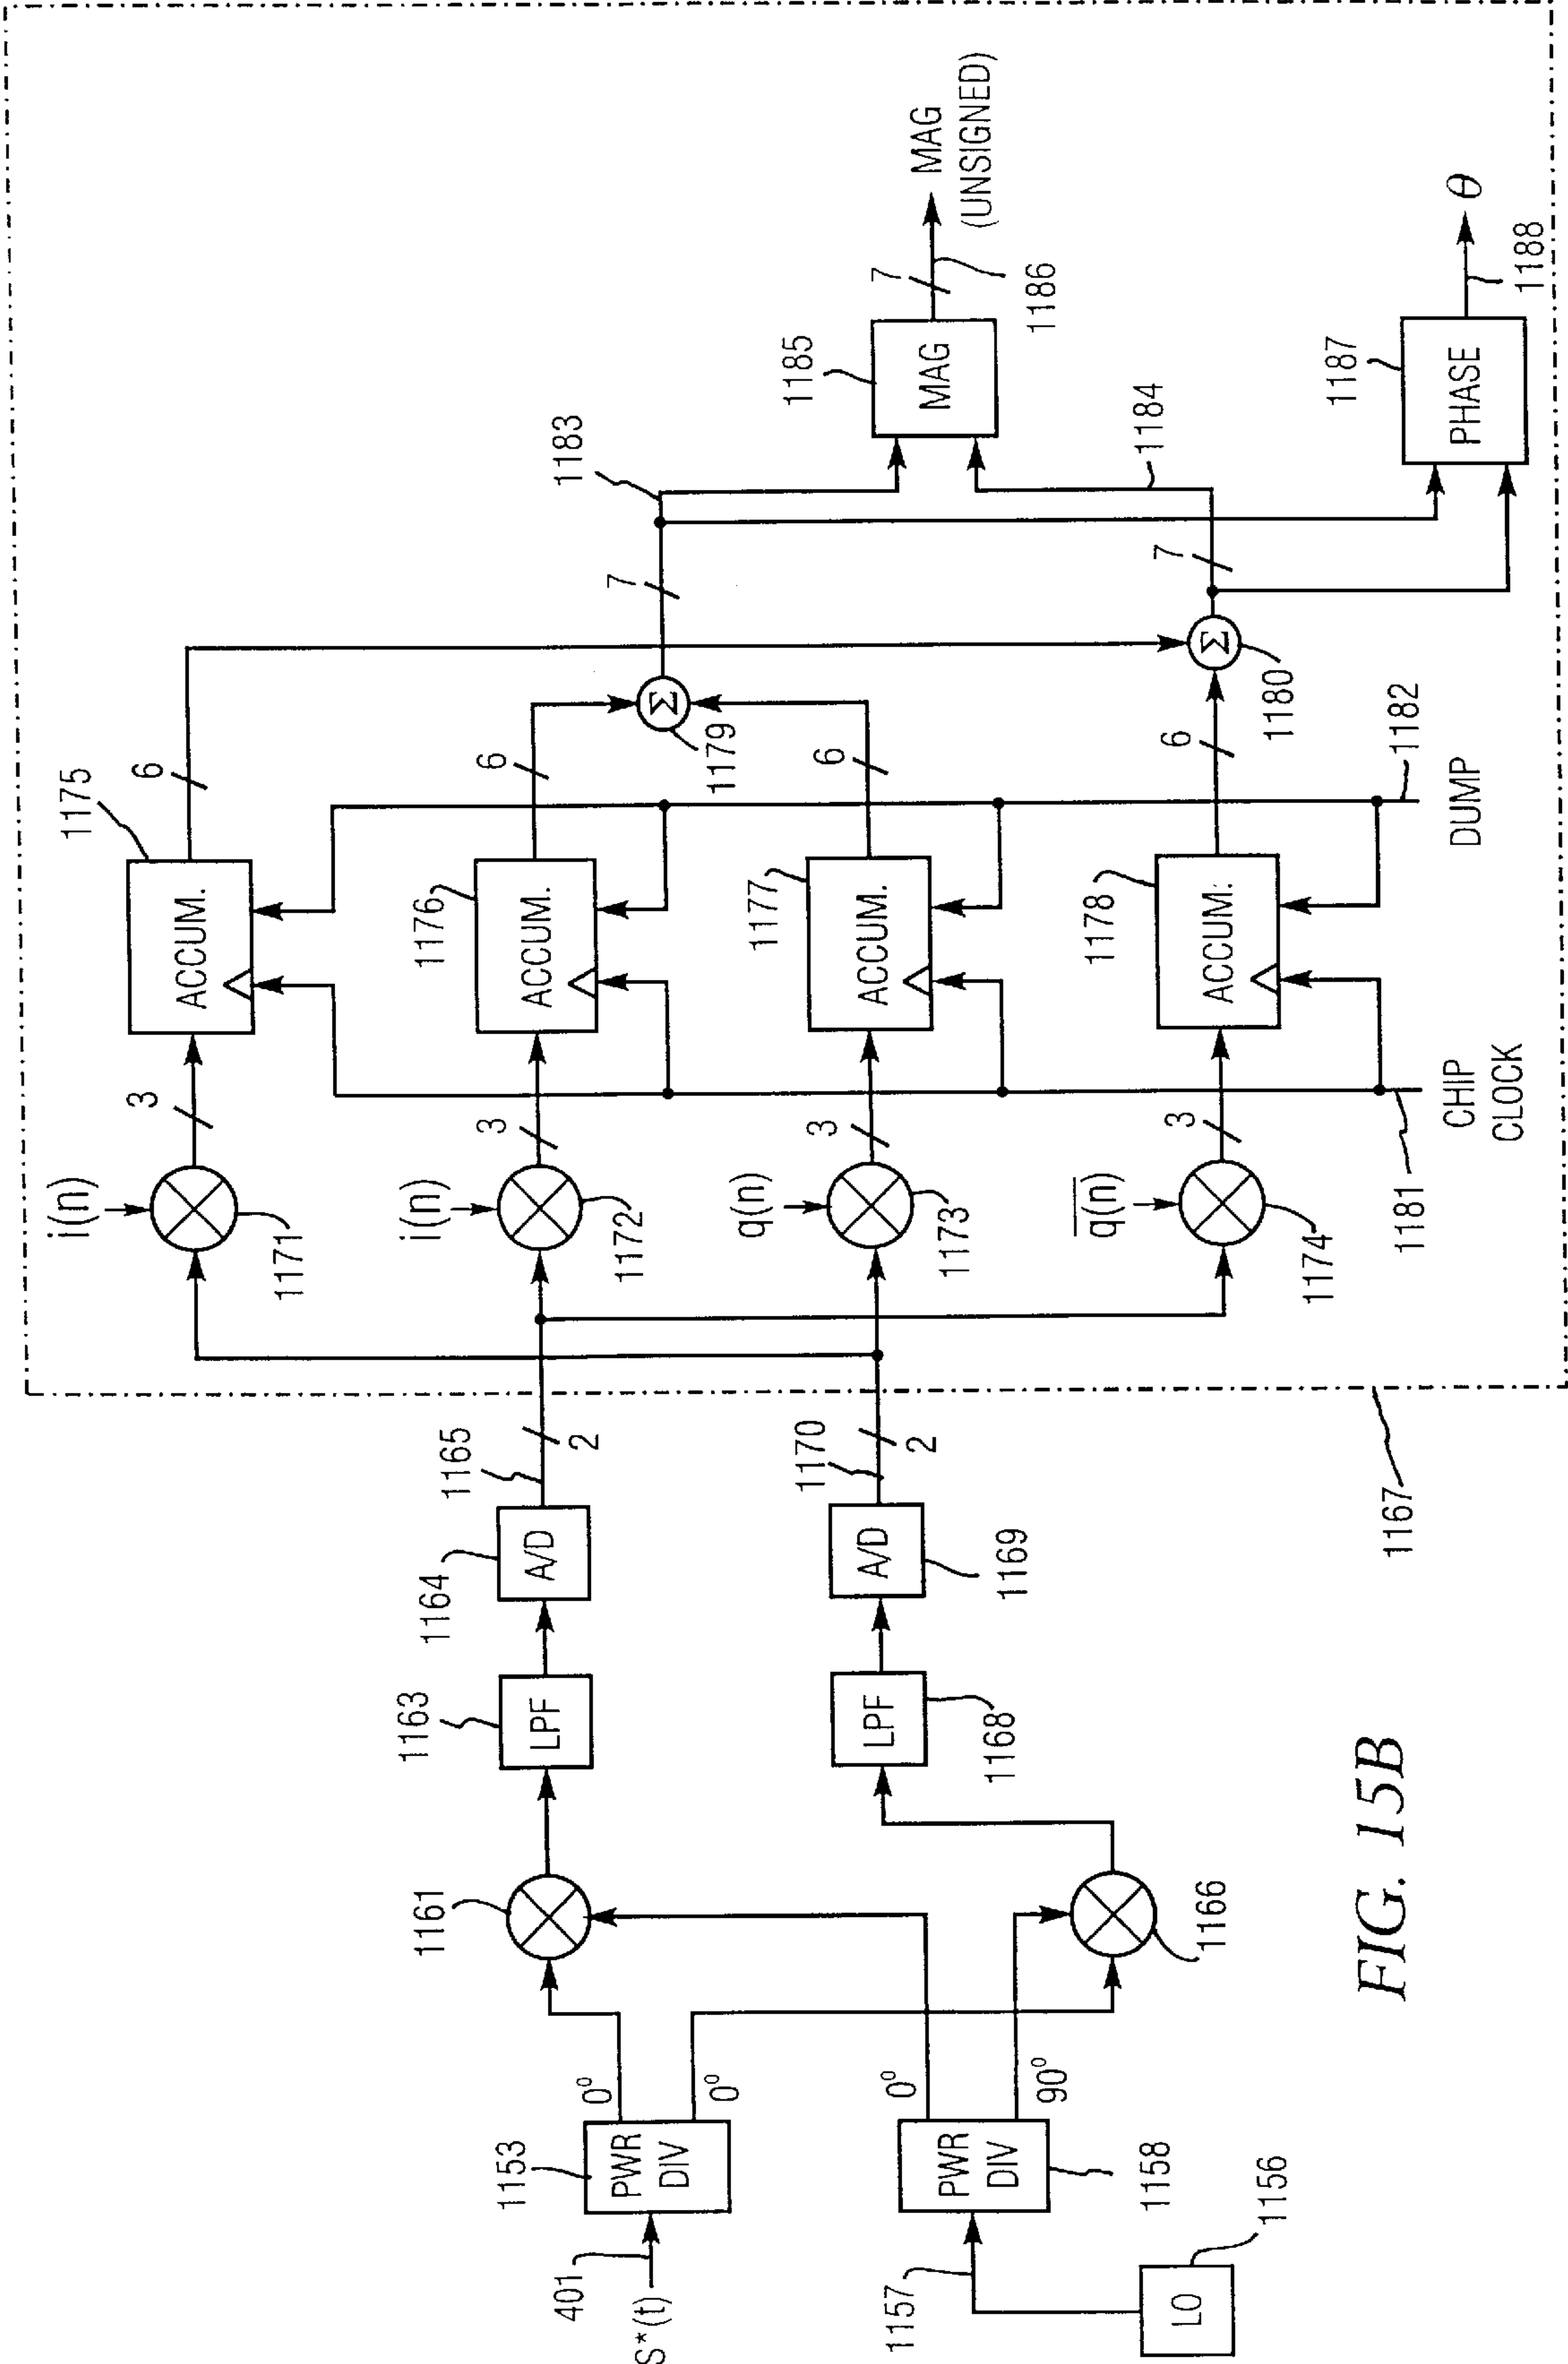 401
S*(t)
1153
PWR
DIV
0°
0°
1156
LO
1157
1158
PWR
DIV
0°
90°
1161
1166
1163
LPF
1168
LPF
1164
A/D
1169
A/D
1165
2
1170
2
1167
i(n)
1171
3
i(n)
1172
3
q(n)
1173
3
q̅(̅n̅)̅
1174
3
1181
CHIP
CLOCK
1175
ACCUM.
6
1176
ACCUM.
6
1177
ACCUM.
6
1178
ACCUM.
6
1182
DUMP
Σ
1179
Σ
1180
7
1183
7
1184
1185
MAG
7
1186
MAG
(UNSIGNED)
1187
PHASE
1188
θ
FIG. 15B